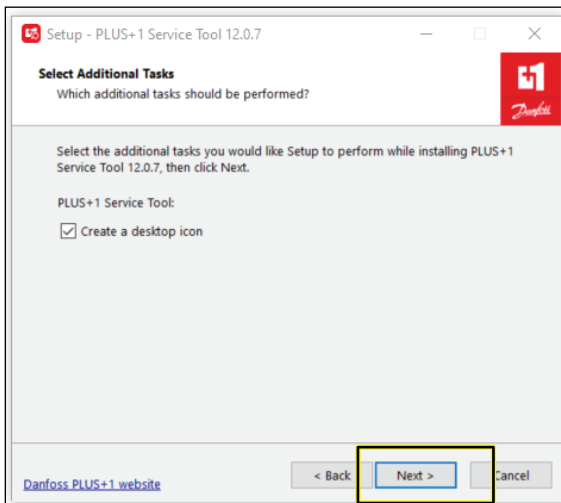 Setup - PLUS+1 Service Tool 12.0.7
Select Additional Tasks
Which additional tasks should be performed?
Danfoss
Select the additional tasks you would like Setup to perform while installing PLUS+1
Service Tool 12.0.7, then click Next.
PLUS+1 Service Tool:
Create a desktop icon
Danfoss PLUS+1 website
< Back
Next >
Cancel